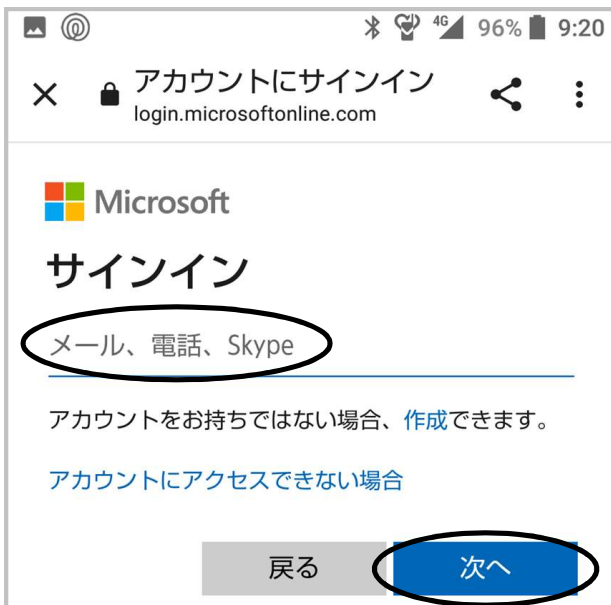 4G 96% 9:20
アカウントにサインイン
login.microsoftonline.com
Microsoft
サインイン
メール、電話、Skype
アカウントをお持ちではない場合、作成できます。
アカウントにアクセスできない場合
戻る 次へ